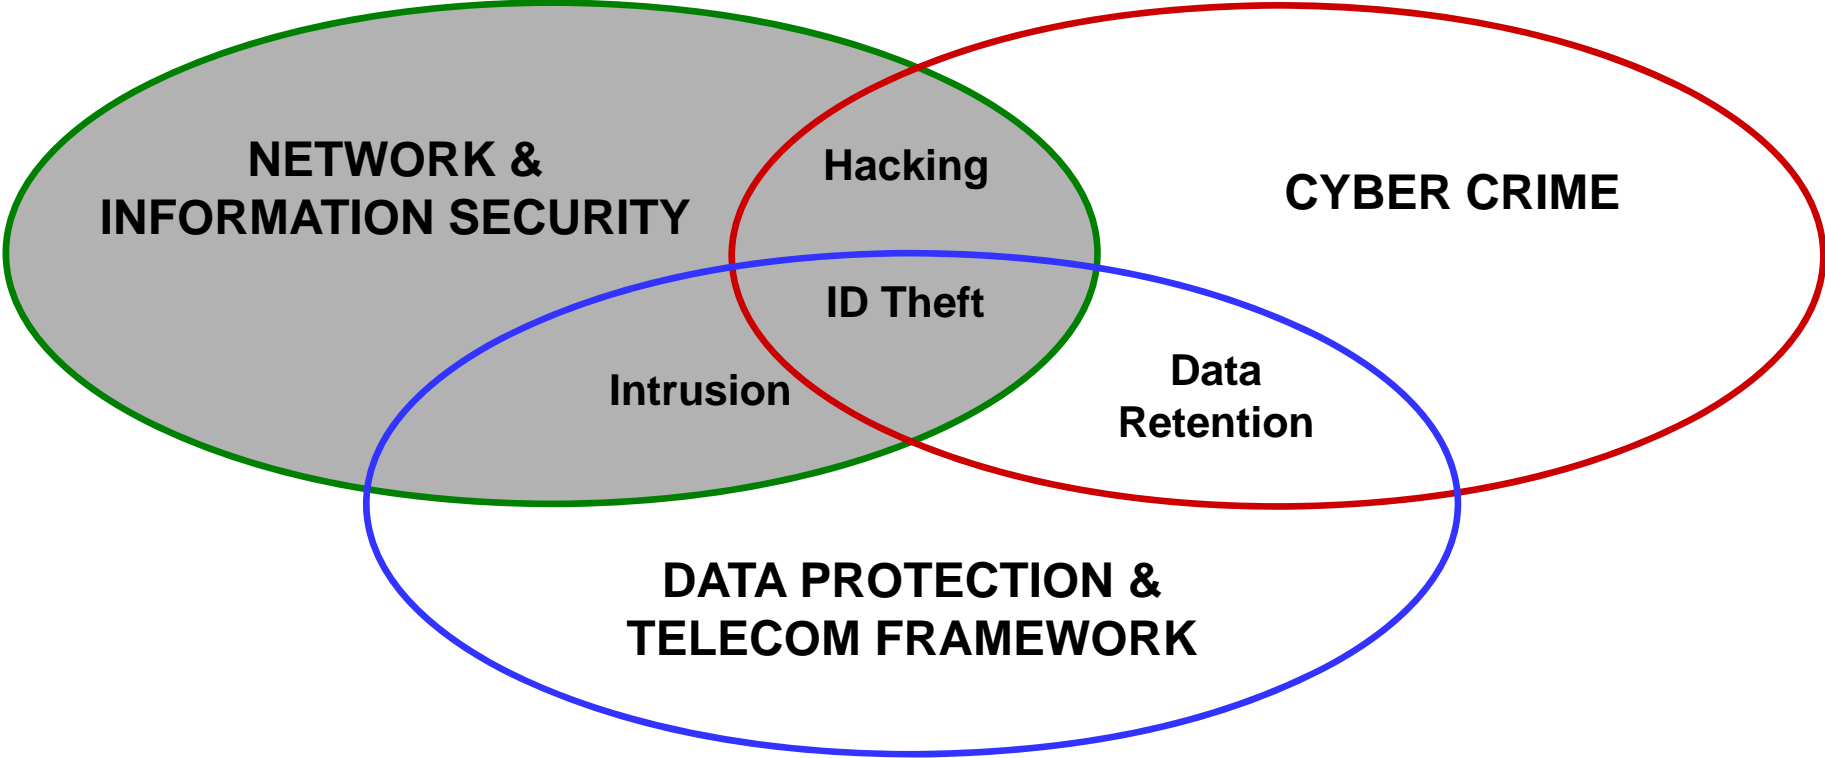 NETWORK &
INFORMATION SECURITY
Hacking
CYBER CRIME
ID Theft
Intrusion
Data
Retention
DATA PROTECTION &
TELECOM FRAMEWORK